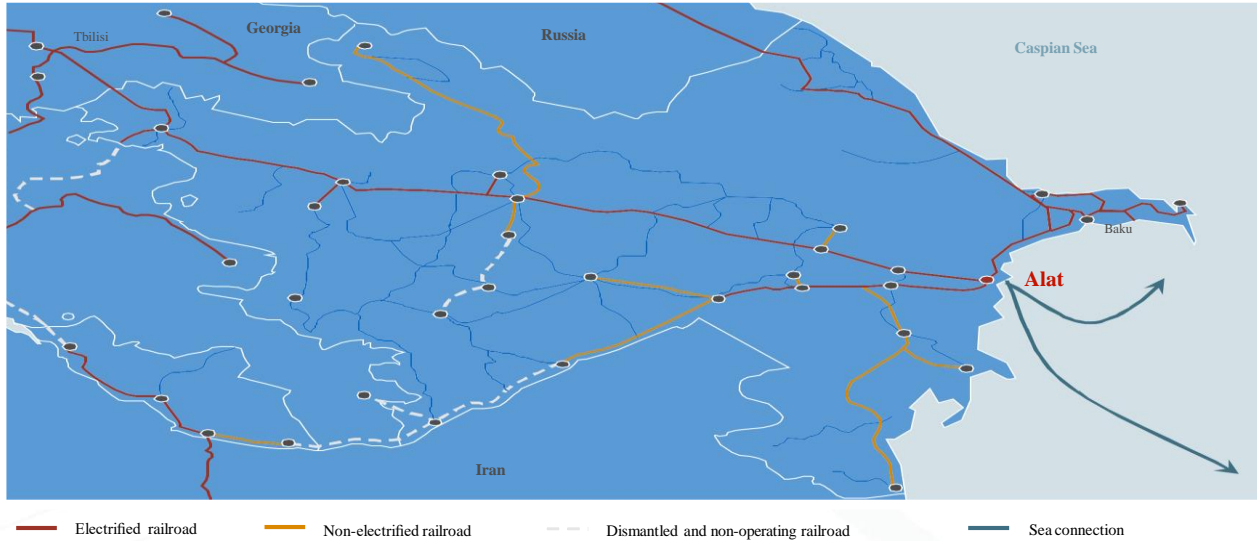 Georgia
Russia
Tbilisi
Caspian Sea
Baku
Alat
Iran
Electrified railroad
Non-electrified railroad
Dismantled and non-operating railroad
Sea connection